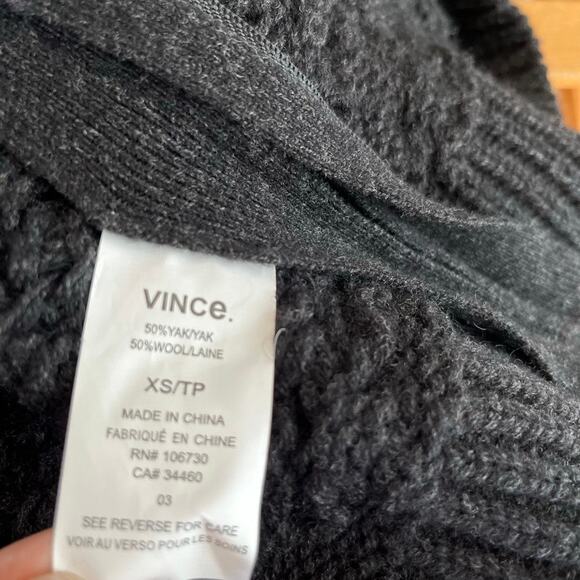 VINCe.
50%YAK/YAK
50%WOOL/LAINE
XS/TP
MADE IN CHINA
FABRIQUÉ EN CHINE
RN# 106730
CA# 34460
03
SEE REVERSE FOR CARE
VOIR AU VERSO POUR LES SOINS